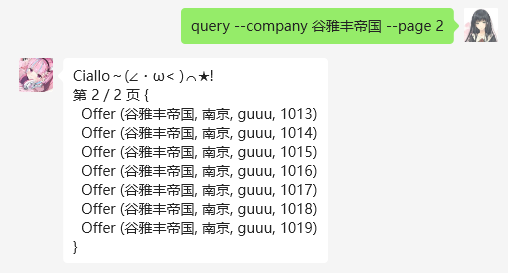 query --company 谷雅丰帝国 --page 2
Ciallo～(∠・ω< )⌒★!
第 2 / 2 页 {
  Offer (谷雅丰帝国, 南京, guuu, 1013)
  Offer (谷雅丰帝国, 南京, guuu, 1014)
  Offer (谷雅丰帝国, 南京, guuu, 1015)
  Offer (谷雅丰帝国, 南京, guuu, 1016)
  Offer (谷雅丰帝国, 南京, guuu, 1017)
  Offer (谷雅丰帝国, 南京, guuu, 1018)
  Offer (谷雅丰帝国, 南京, guuu, 1019)
}